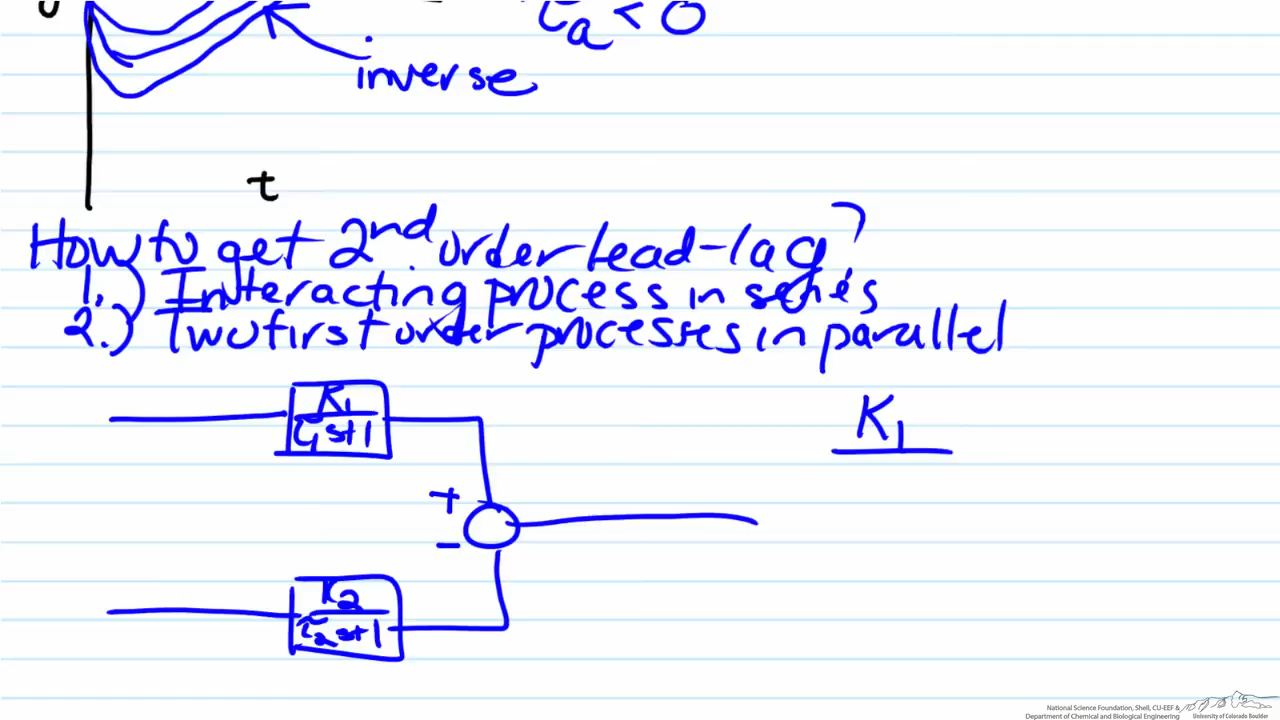 τa < 0
inverse
t
How to get 2nd order lead-lag?
1.) Interacting process in series
2.) Two first order processes in parallel
K1
τ1s+1
K1
+
−
K2
τ2s+1
National Science Foundation, Shell, CU-EEF &
Department of Chemical and Biological Engineering
University of Colorado Boulder